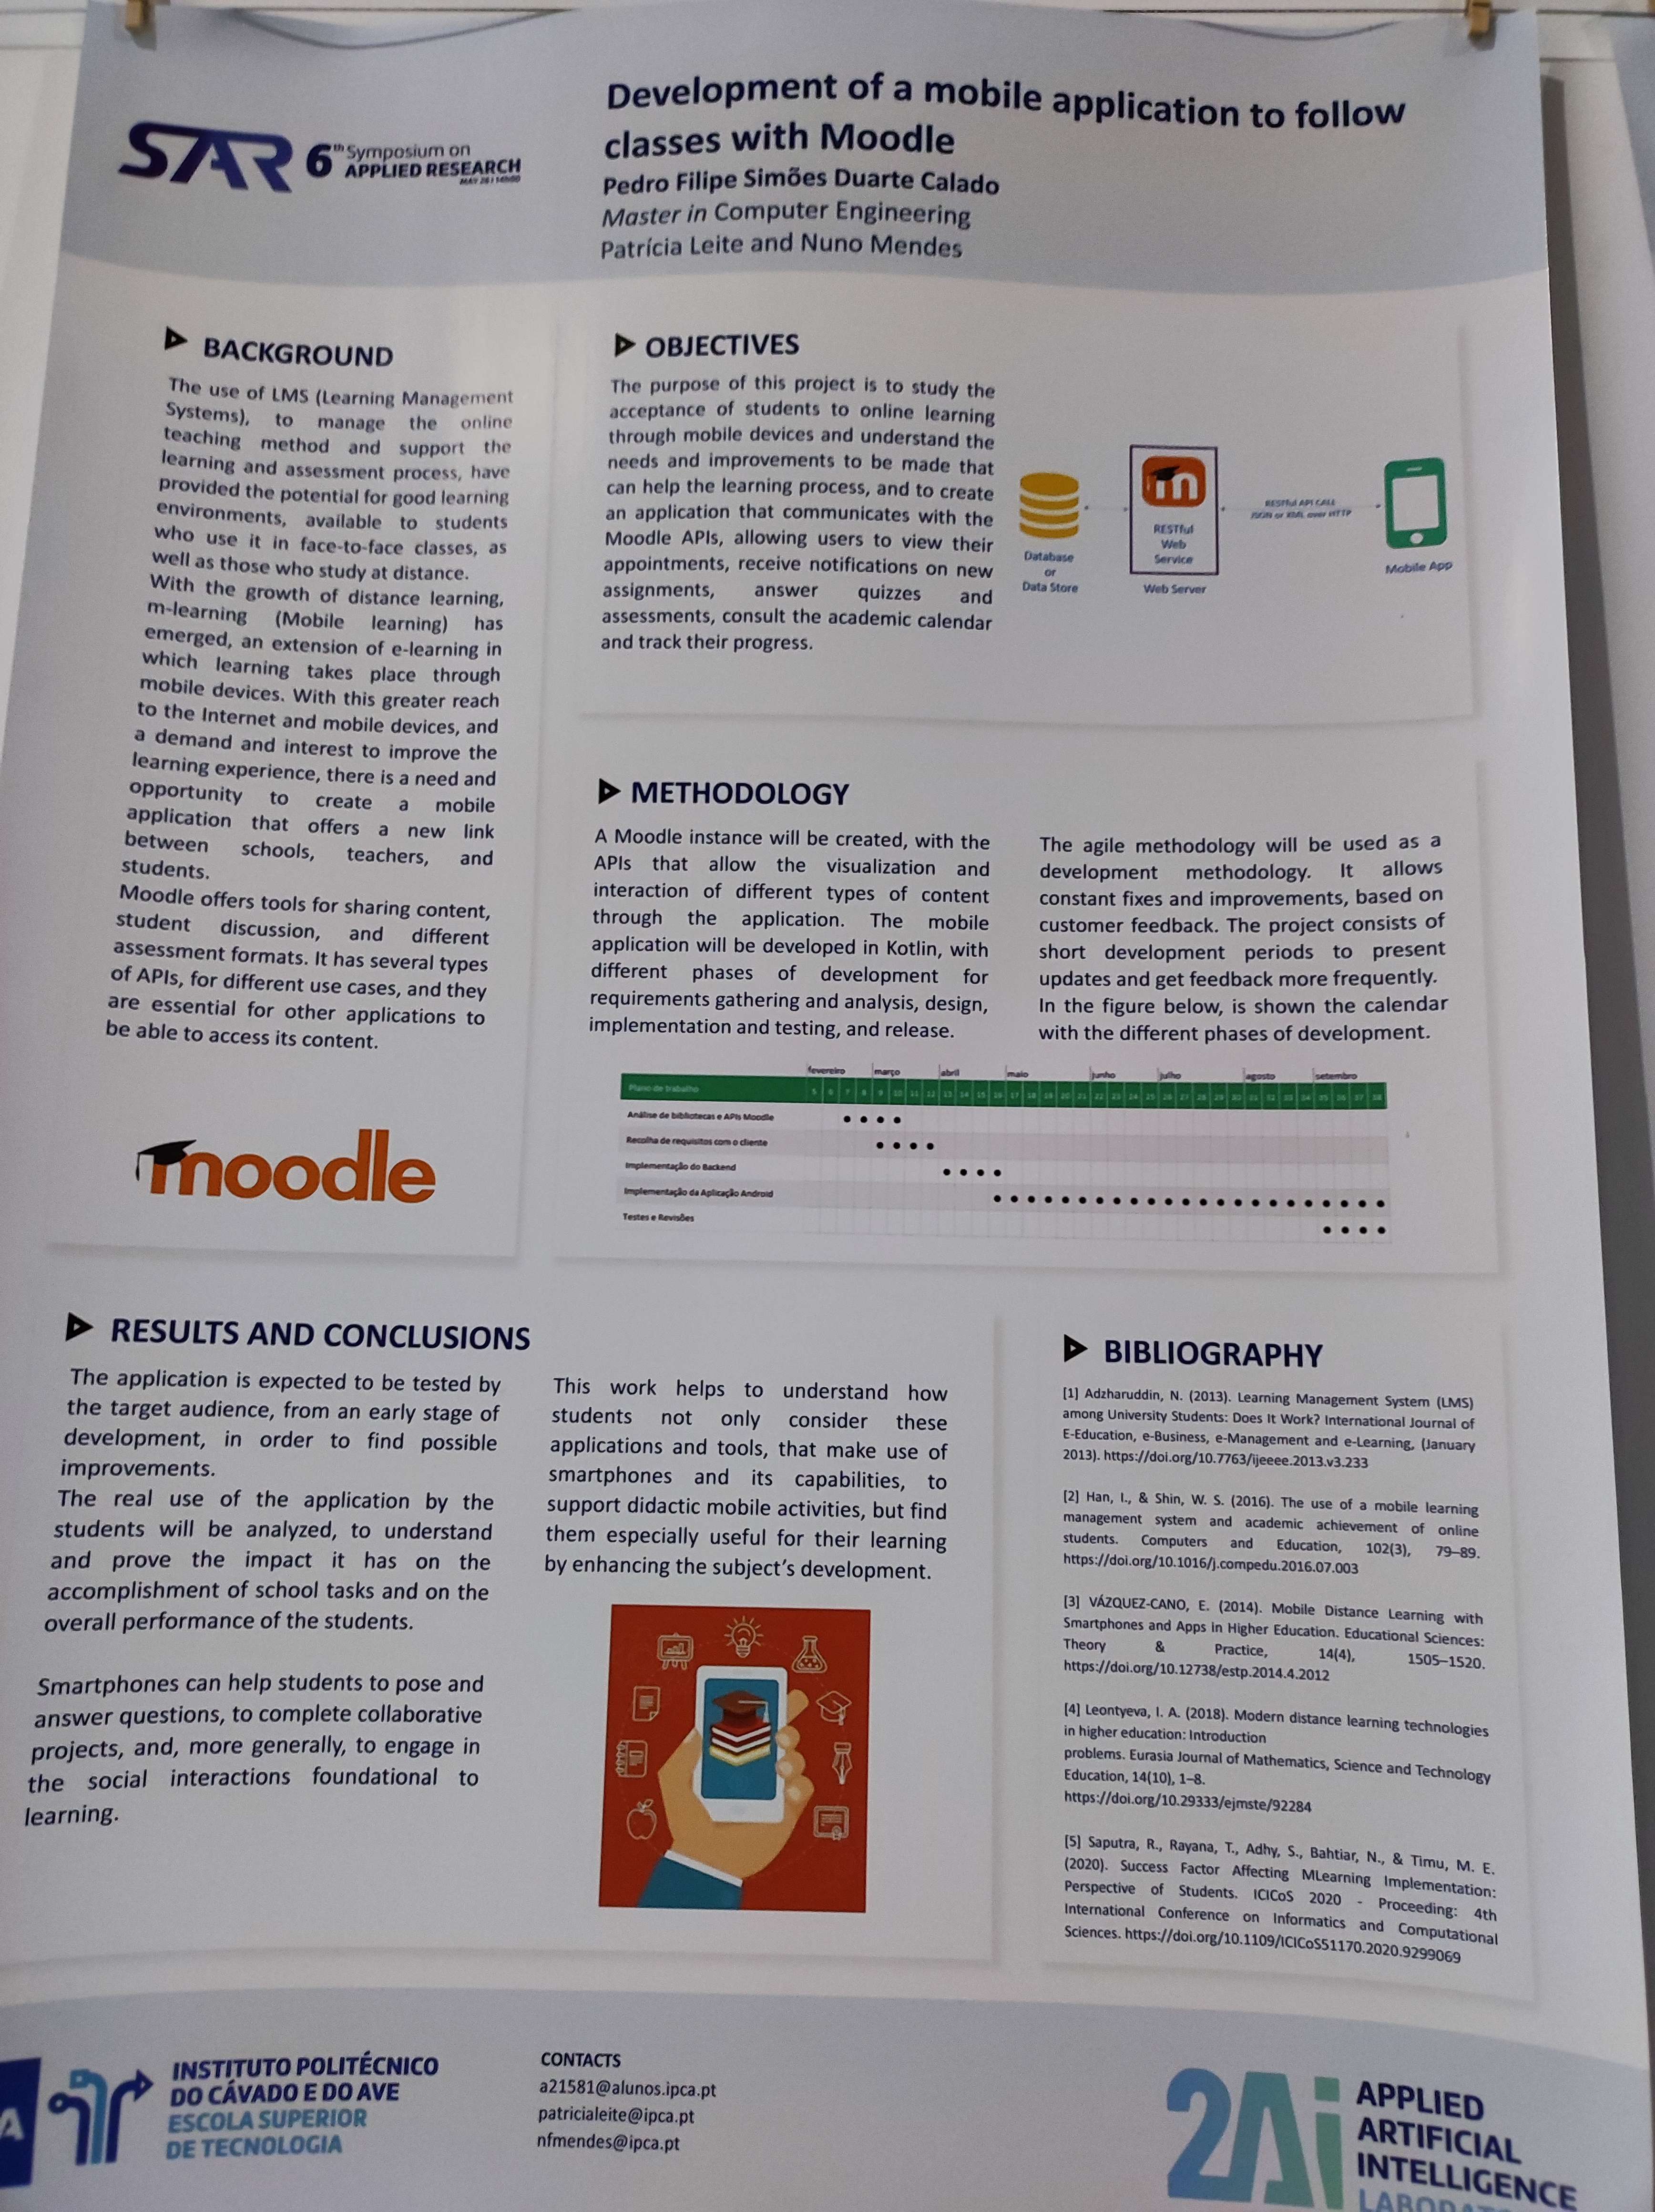 STAR 6th Symposium on
APPLIED RESEARCH
Development of a mobile application to follow
classes with Moodle
Pedro Filipe Simões Duarte Calado
Master in Computer Engineering
Patrícia Leite and Nuno Mendes
BACKGROUND
The use of LMS (Learning Management
Systems), to manage the online
teaching method and support the
learning and assessment process, have
provided the potential for good learning
environments, available to students
who use it in face-to-face classes, as
well as those who study at distance.
With the growth of distance learning,
m-learning (Mobile learning) has
emerged, an extension of e-learning in
which learning takes place through
mobile devices. With this greater reach
to the Internet and mobile devices, and
a demand and interest to improve the
learning experience, there is a need and
opportunity to create a mobile
application that offers a new link
between schools, teachers, and
students.
Moodle offers tools for sharing content,
student discussion, and different
assessment formats. It has several types
of APIs, for different use cases, and they
are essential for other applications to
be able to access its content.
moodle
OBJECTIVES
The purpose of this project is to study the
acceptance of students to online learning
through mobile devices and understand the
needs and improvements to be made that
can help the learning process, and to create
an application that communicates with the
Moodle APIs, allowing users to view their
appointments, receive notifications on new
assignments, answer quizzes and
assessments, consult the academic calendar
and track their progress.
Database
or
Data Store
m
RESTful
Web
Service
Web Server
RESTful API CALL
JSON or XML over HTTP
Mobile App
METHODOLOGY
A Moodle instance will be created, with the
APIs that allow the visualization and
interaction of different types of content
through the application. The mobile
application will be developed in Kotlin, with
different phases of development for
requirements gathering and analysis, design,
implementation and testing, and release.
The agile methodology will be used as a
development methodology. It allows
constant fixes and improvements, based on
customer feedback. The project consists of
short development periods to present
updates and get feedback more frequently.
In the figure below, is shown the calendar
with the different phases of development.
fevereiro março abril maio junho julho agosto setembro
Plano de trabalho 5 6 7 8 9 10 11 12 13 14 15 16 17 18 19 20 21 22 23 24 25 26 27 28 29 30 31 32 33 34 35 36 37 38
Análise de bibliotecas e APIs Moodle
Recolha de requisitos com o cliente
Implementação do Backend
Implementação da Aplicação Android
Testes e Revisões
RESULTS AND CONCLUSIONS
The application is expected to be tested by
the target audience, from an early stage of
development, in order to find possible
improvements.
The real use of the application by the
students will be analyzed, to understand
and prove the impact it has on the
accomplishment of school tasks and on the
overall performance of the students.
Smartphones can help students to pose and
answer questions, to complete collaborative
projects, and, more generally, to engage in
the social interactions foundational to
learning.
This work helps to understand how
students not only consider these
applications and tools, that make use of
smartphones and its capabilities, to
support didactic mobile activities, but find
them especially useful for their learning
by enhancing the subject's development.
BIBLIOGRAPHY
[1] Adzharuddin, N. (2013). Learning Management System (LMS)
among University Students: Does It Work? International Journal of
E-Education, e-Business, e-Management and e-Learning, (January
2013). https://doi.org/10.7763/ijeeee.2013.v3.233
[2] Han, I., & Shin, W. S. (2016). The use of a mobile learning
management system and academic achievement of online
students. Computers and Education, 102(3), 79–89.
https://doi.org/10.1016/j.compedu.2016.07.003
[3] VÁZQUEZ-CANO, E. (2014). Mobile Distance Learning with
Smartphones and Apps in Higher Education. Educational Sciences:
Theory & Practice, 14(4), 1505–1520.
https://doi.org/10.12738/estp.2014.4.2012
[4] Leontyeva, I. A. (2018). Modern distance learning technologies
in higher education: Introduction
problems. Eurasia Journal of Mathematics, Science and Technology
Education, 14(10), 1–8.
https://doi.org/10.29333/ejmste/92284
[5] Saputra, R., Rayana, T., Adhy, S., Bahtiar, N., & Timu, M. E.
(2020). Success Factor Affecting MLearning Implementation:
Perspective of Students. ICICoS 2020 - Proceeding: 4th
International Conference on Informatics and Computational
Sciences. https://doi.org/10.1109/ICICoS51170.2020.9299069
A
INSTITUTO POLITÉCNICO
DO CÁVADO E DO AVE
ESCOLA SUPERIOR
DE TECNOLOGIA
CONTACTS
a21581@alunos.ipca.pt
patricialeite@ipca.pt
nfmendes@ipca.pt
2Ai APPLIED
ARTIFICIAL
INTELLIGENCE